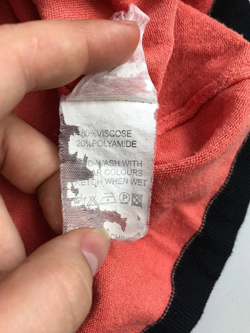 80% VISCOSE
20% POLYAMIDE
WASH WITH
COLOURS
WHEN WET